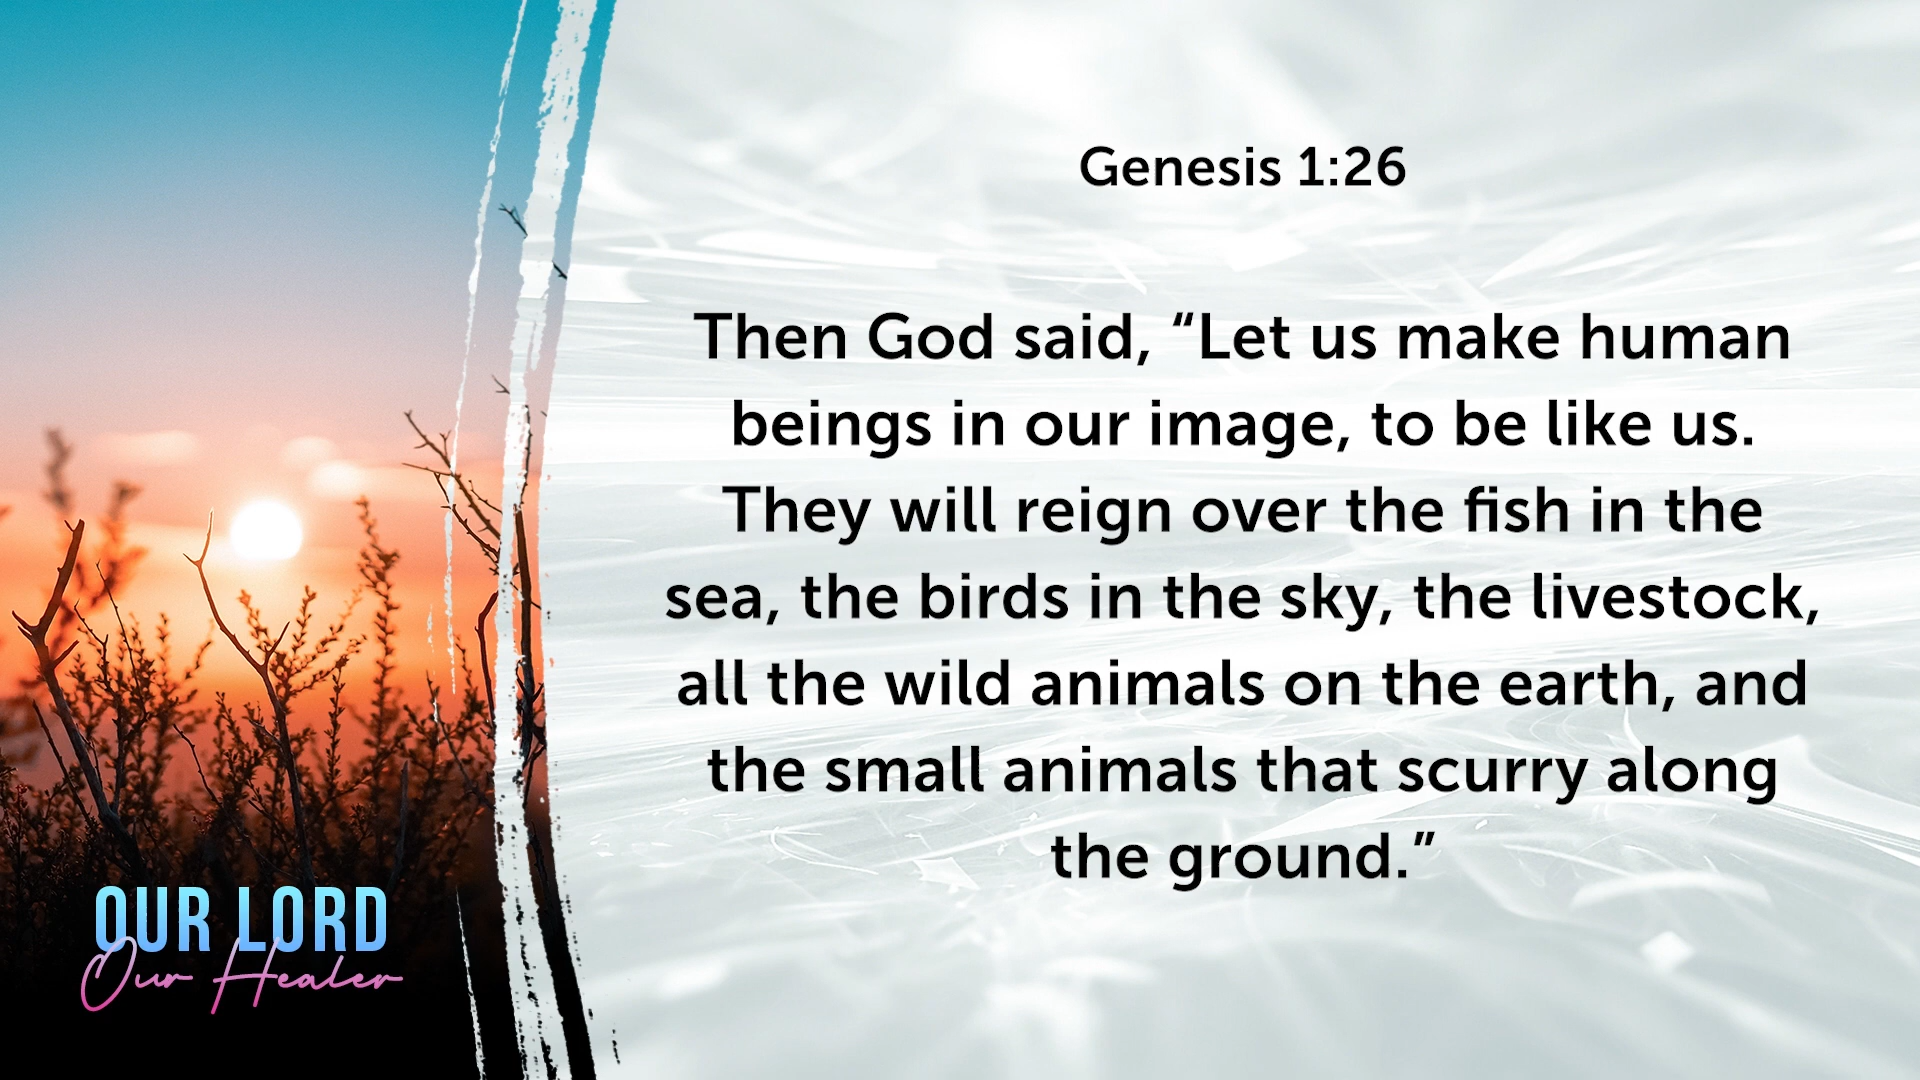 Genesis 1:26
Then God said, “Let us make human
beings in our image, to be like us.
They will reign over the fish in the
sea, the birds in the sky, the livestock,
all the wild animals on the earth, and
the small animals that scurry along
the ground.”
OUR LORD
Our Healer